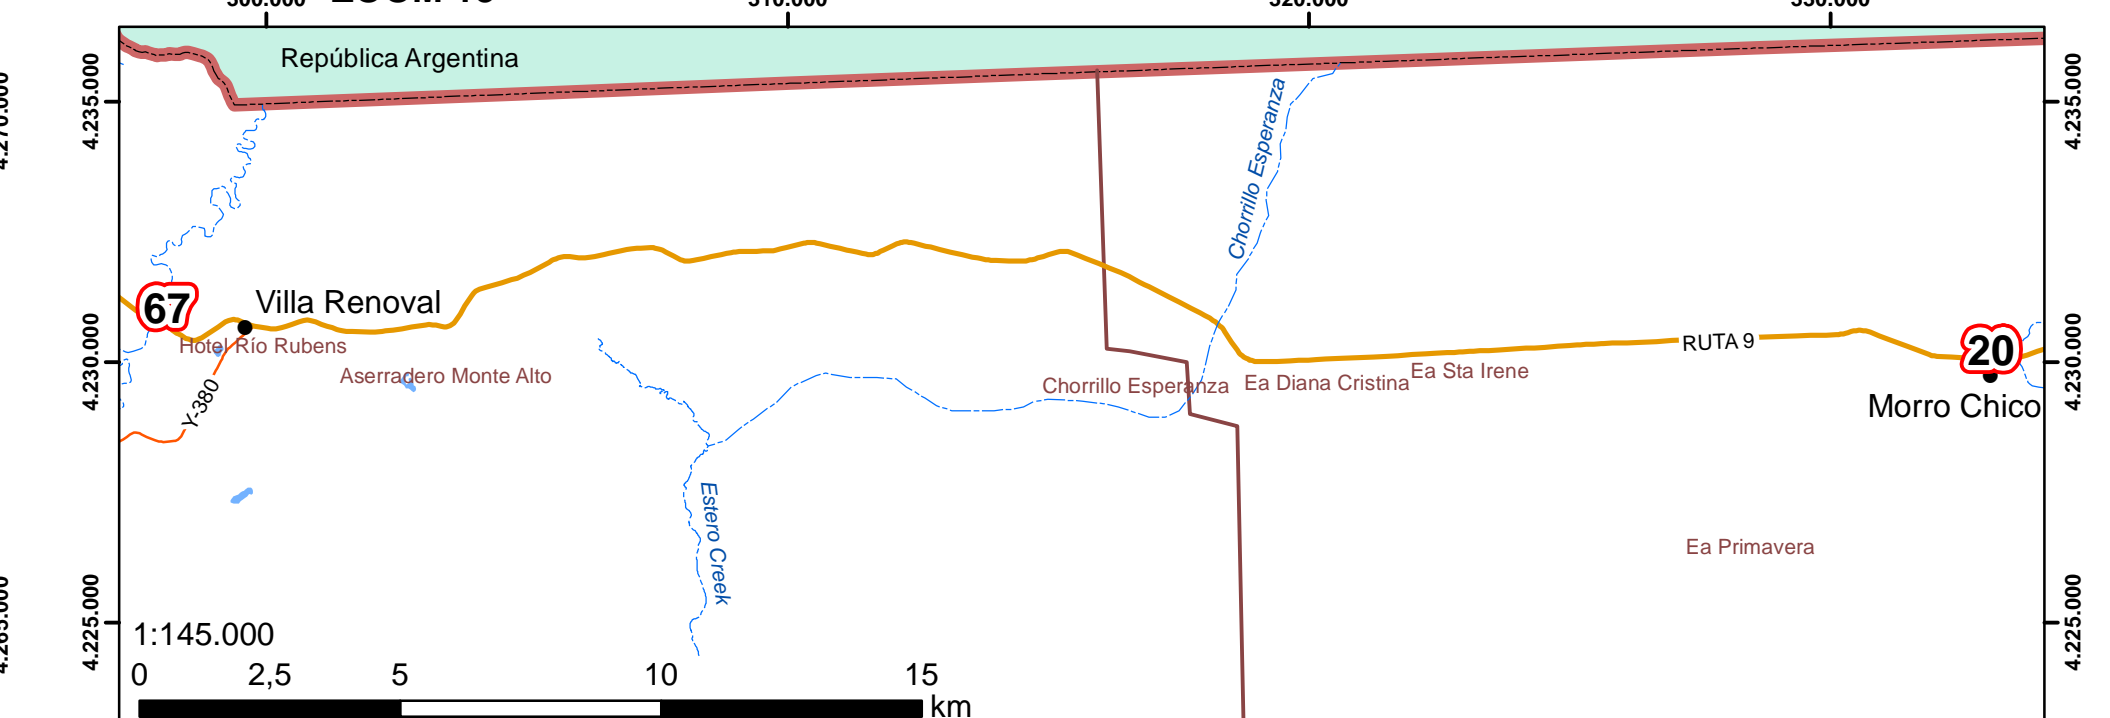 República Argentina
4.235.000
4.235.000
Chorrillo Esperanza
67
Villa Renoval
Hotel Río Rubens
4.230.000
RUTA 9
20
4.230.000
Aserradero Monte Alto
Chorrillo Esperanza
Ea Diana Cristina
Ea Sta Irene
Y-380
Morro Chico
Estero Creek
Ea Primavera
4.225.000
4.225.000
1:145.000
0 2,5 5 10 15
km